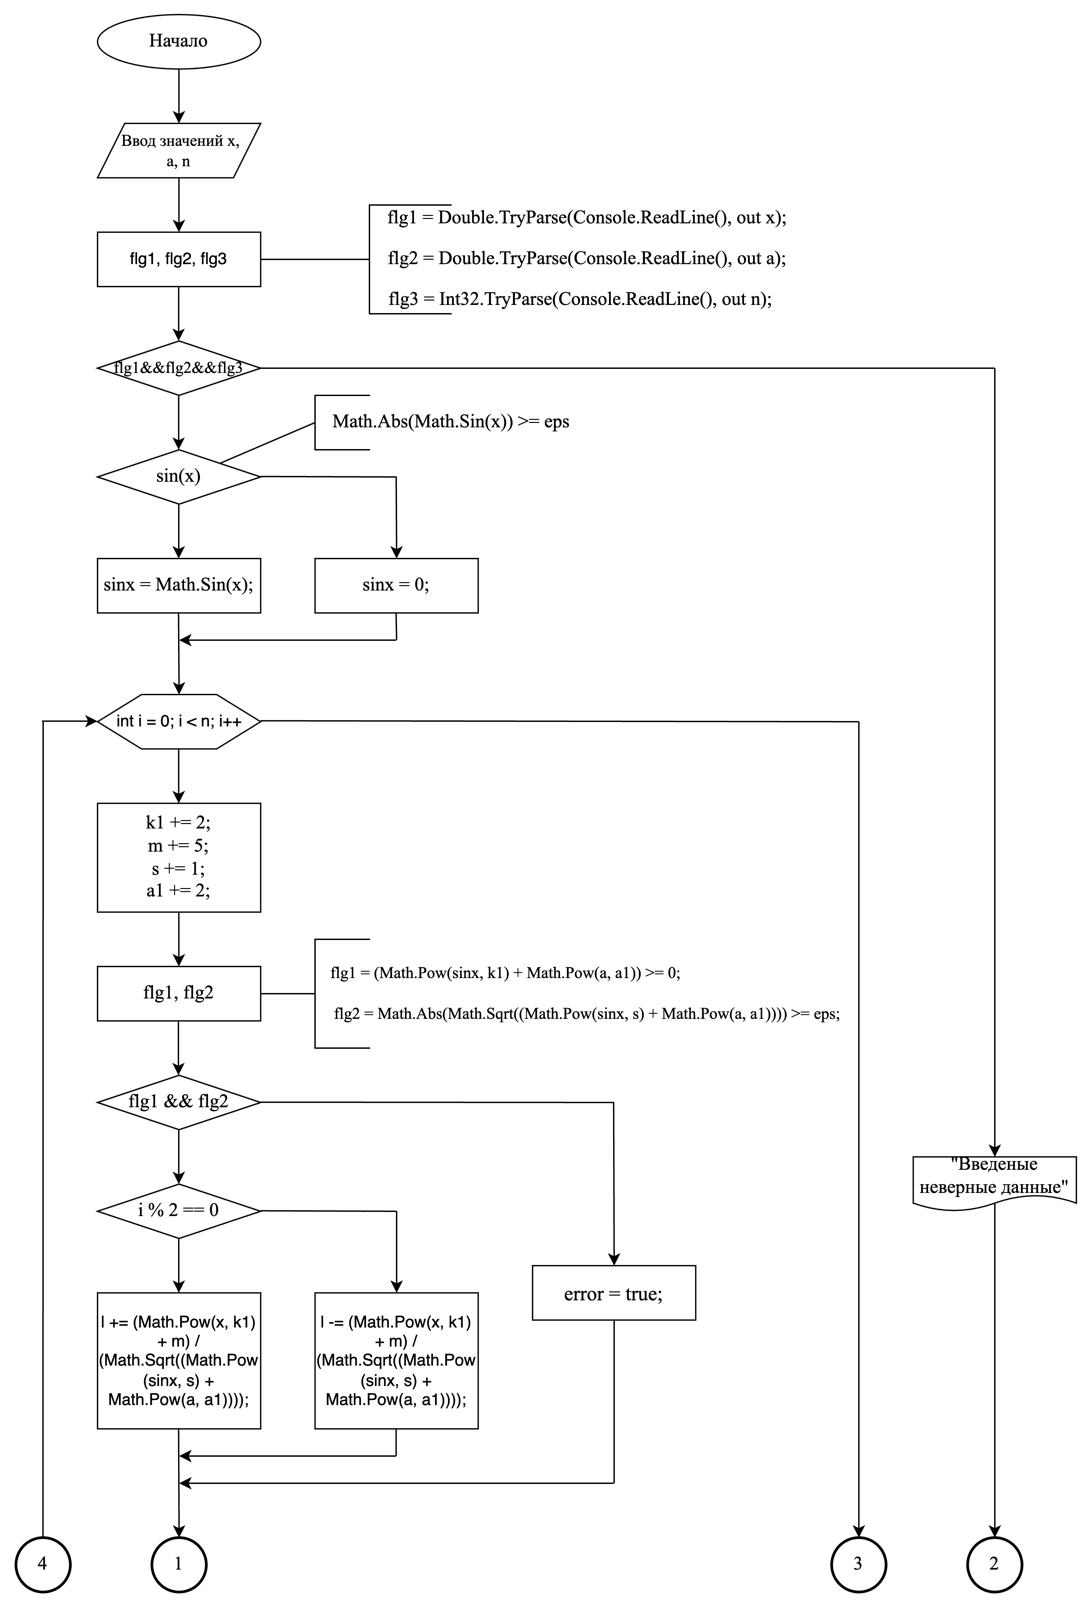 Начало
Ввод значений x,
a, n
flg1, flg2, flg3
flg1 = Double.TryParse(Console.ReadLine(), out x);
flg2 = Double.TryParse(Console.ReadLine(), out a);
flg3 = Int32.TryParse(Console.ReadLine(), out n);
flg1&&flg2&&flg3
Math.Abs(Math.Sin(x)) >= eps
sin(x)
sinx = Math.Sin(x);
sinx = 0;
int i = 0; i < n; i++
k1 += 2;
m += 5;
s += 1;
a1 += 2;
flg1, flg2
flg1 = (Math.Pow(sinx, k1) + Math.Pow(a, a1)) >= 0;
flg2 = Math.Abs(Math.Sqrt((Math.Pow(sinx, s) + Math.Pow(a, a1)))) >= eps;
flg1 && flg2
"Введеные
неверные данные"
i % 2 == 0
error = true;
l += (Math.Pow(x, k1)
+ m) /
(Math.Sqrt((Math.Pow
(sinx, s) +
Math.Pow(a, a1))));
l -= (Math.Pow(x, k1)
+ m) /
(Math.Sqrt((Math.Pow
(sinx, s) +
Math.Pow(a, a1))));
4
1
3
2